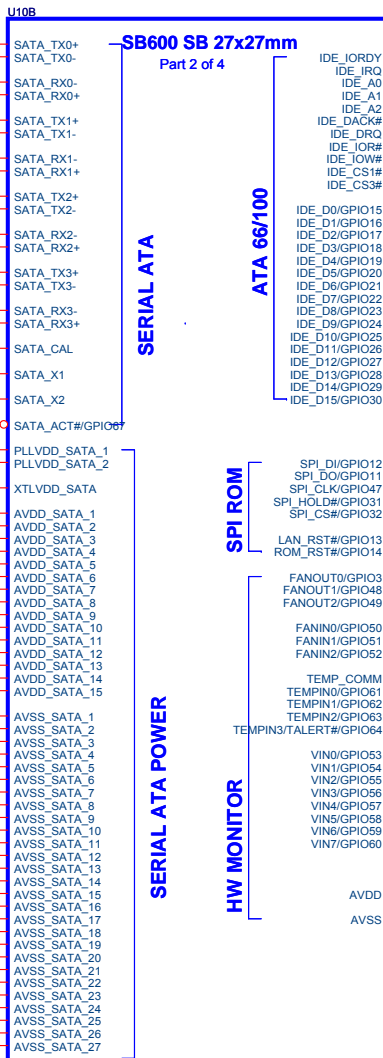 U10B
SB600 SB 27x27mm
Part 2 of 4
SATA_TX0+
SATA_TX0-
SATA_RX0-
SATA_RX0+
SATA_TX1+
SATA_TX1-
SATA_RX1-
SATA_RX1+
SATA_TX2+
SATA_TX2-
SATA_RX2-
SATA_RX2+
SATA_TX3+
SATA_TX3-
SATA_RX3-
SATA_RX3+
SATA_CAL
SATA_X1
SATA_X2
SATA_ACT#/GPIO67
SERIAL ATA
PLLVDD_SATA_1
PLLVDD_SATA_2
XTLVDD_SATA
AVDD_SATA_1
AVDD_SATA_2
AVDD_SATA_3
AVDD_SATA_4
AVDD_SATA_5
AVDD_SATA_6
AVDD_SATA_7
AVDD_SATA_8
AVDD_SATA_9
AVDD_SATA_10
AVDD_SATA_11
AVDD_SATA_12
AVDD_SATA_13
AVDD_SATA_14
AVDD_SATA_15
AVSS_SATA_1
AVSS_SATA_2
AVSS_SATA_3
AVSS_SATA_4
AVSS_SATA_5
AVSS_SATA_6
AVSS_SATA_7
AVSS_SATA_8
AVSS_SATA_9
AVSS_SATA_10
AVSS_SATA_11
AVSS_SATA_12
AVSS_SATA_13
AVSS_SATA_14
AVSS_SATA_15
AVSS_SATA_16
AVSS_SATA_17
AVSS_SATA_18
AVSS_SATA_19
AVSS_SATA_20
AVSS_SATA_21
AVSS_SATA_22
AVSS_SATA_23
AVSS_SATA_24
AVSS_SATA_25
AVSS_SATA_26
AVSS_SATA_27
SERIAL ATA POWER
ATA 66/100
IDE_IORDY
IDE_IRQ
IDE_A0
IDE_A1
IDE_A2
IDE_DACK#
IDE_DRQ
IDE_IOR#
IDE_IOW#
IDE_CS1#
IDE_CS3#
IDE_D0/GPIO15
IDE_D1/GPIO16
IDE_D2/GPIO17
IDE_D3/GPIO18
IDE_D4/GPIO19
IDE_D5/GPIO20
IDE_D6/GPIO21
IDE_D7/GPIO22
IDE_D8/GPIO23
IDE_D9/GPIO24
IDE_D10/GPIO25
IDE_D11/GPIO26
IDE_D12/GPIO27
IDE_D13/GPIO28
IDE_D14/GPIO29
IDE_D15/GPIO30
SPI ROM
SPI_DI/GPIO12
SPI_DO/GPIO11
SPI_CLK/GPIO47
SPI_HOLD#/GPIO31
SPI_CS#/GPIO32
LAN_RST#/GPIO13
ROM_RST#/GPIO14
HW MONITOR
FANOUT0/GPIO3
FANOUT1/GPIO48
FANOUT2/GPIO49
FANIN0/GPIO50
FANIN1/GPIO51
FANIN2/GPIO52
TEMP_COMM
TEMPIN0/GPIO61
TEMPIN1/GPIO62
TEMPIN2/GPIO63
TEMPIN3/TALERT#/GPIO64
VIN0/GPIO53
VIN1/GPIO54
VIN2/GPIO55
VIN3/GPIO56
VIN4/GPIO57
VIN5/GPIO58
VIN6/GPIO59
VIN7/GPIO60
AVDD
AVSS